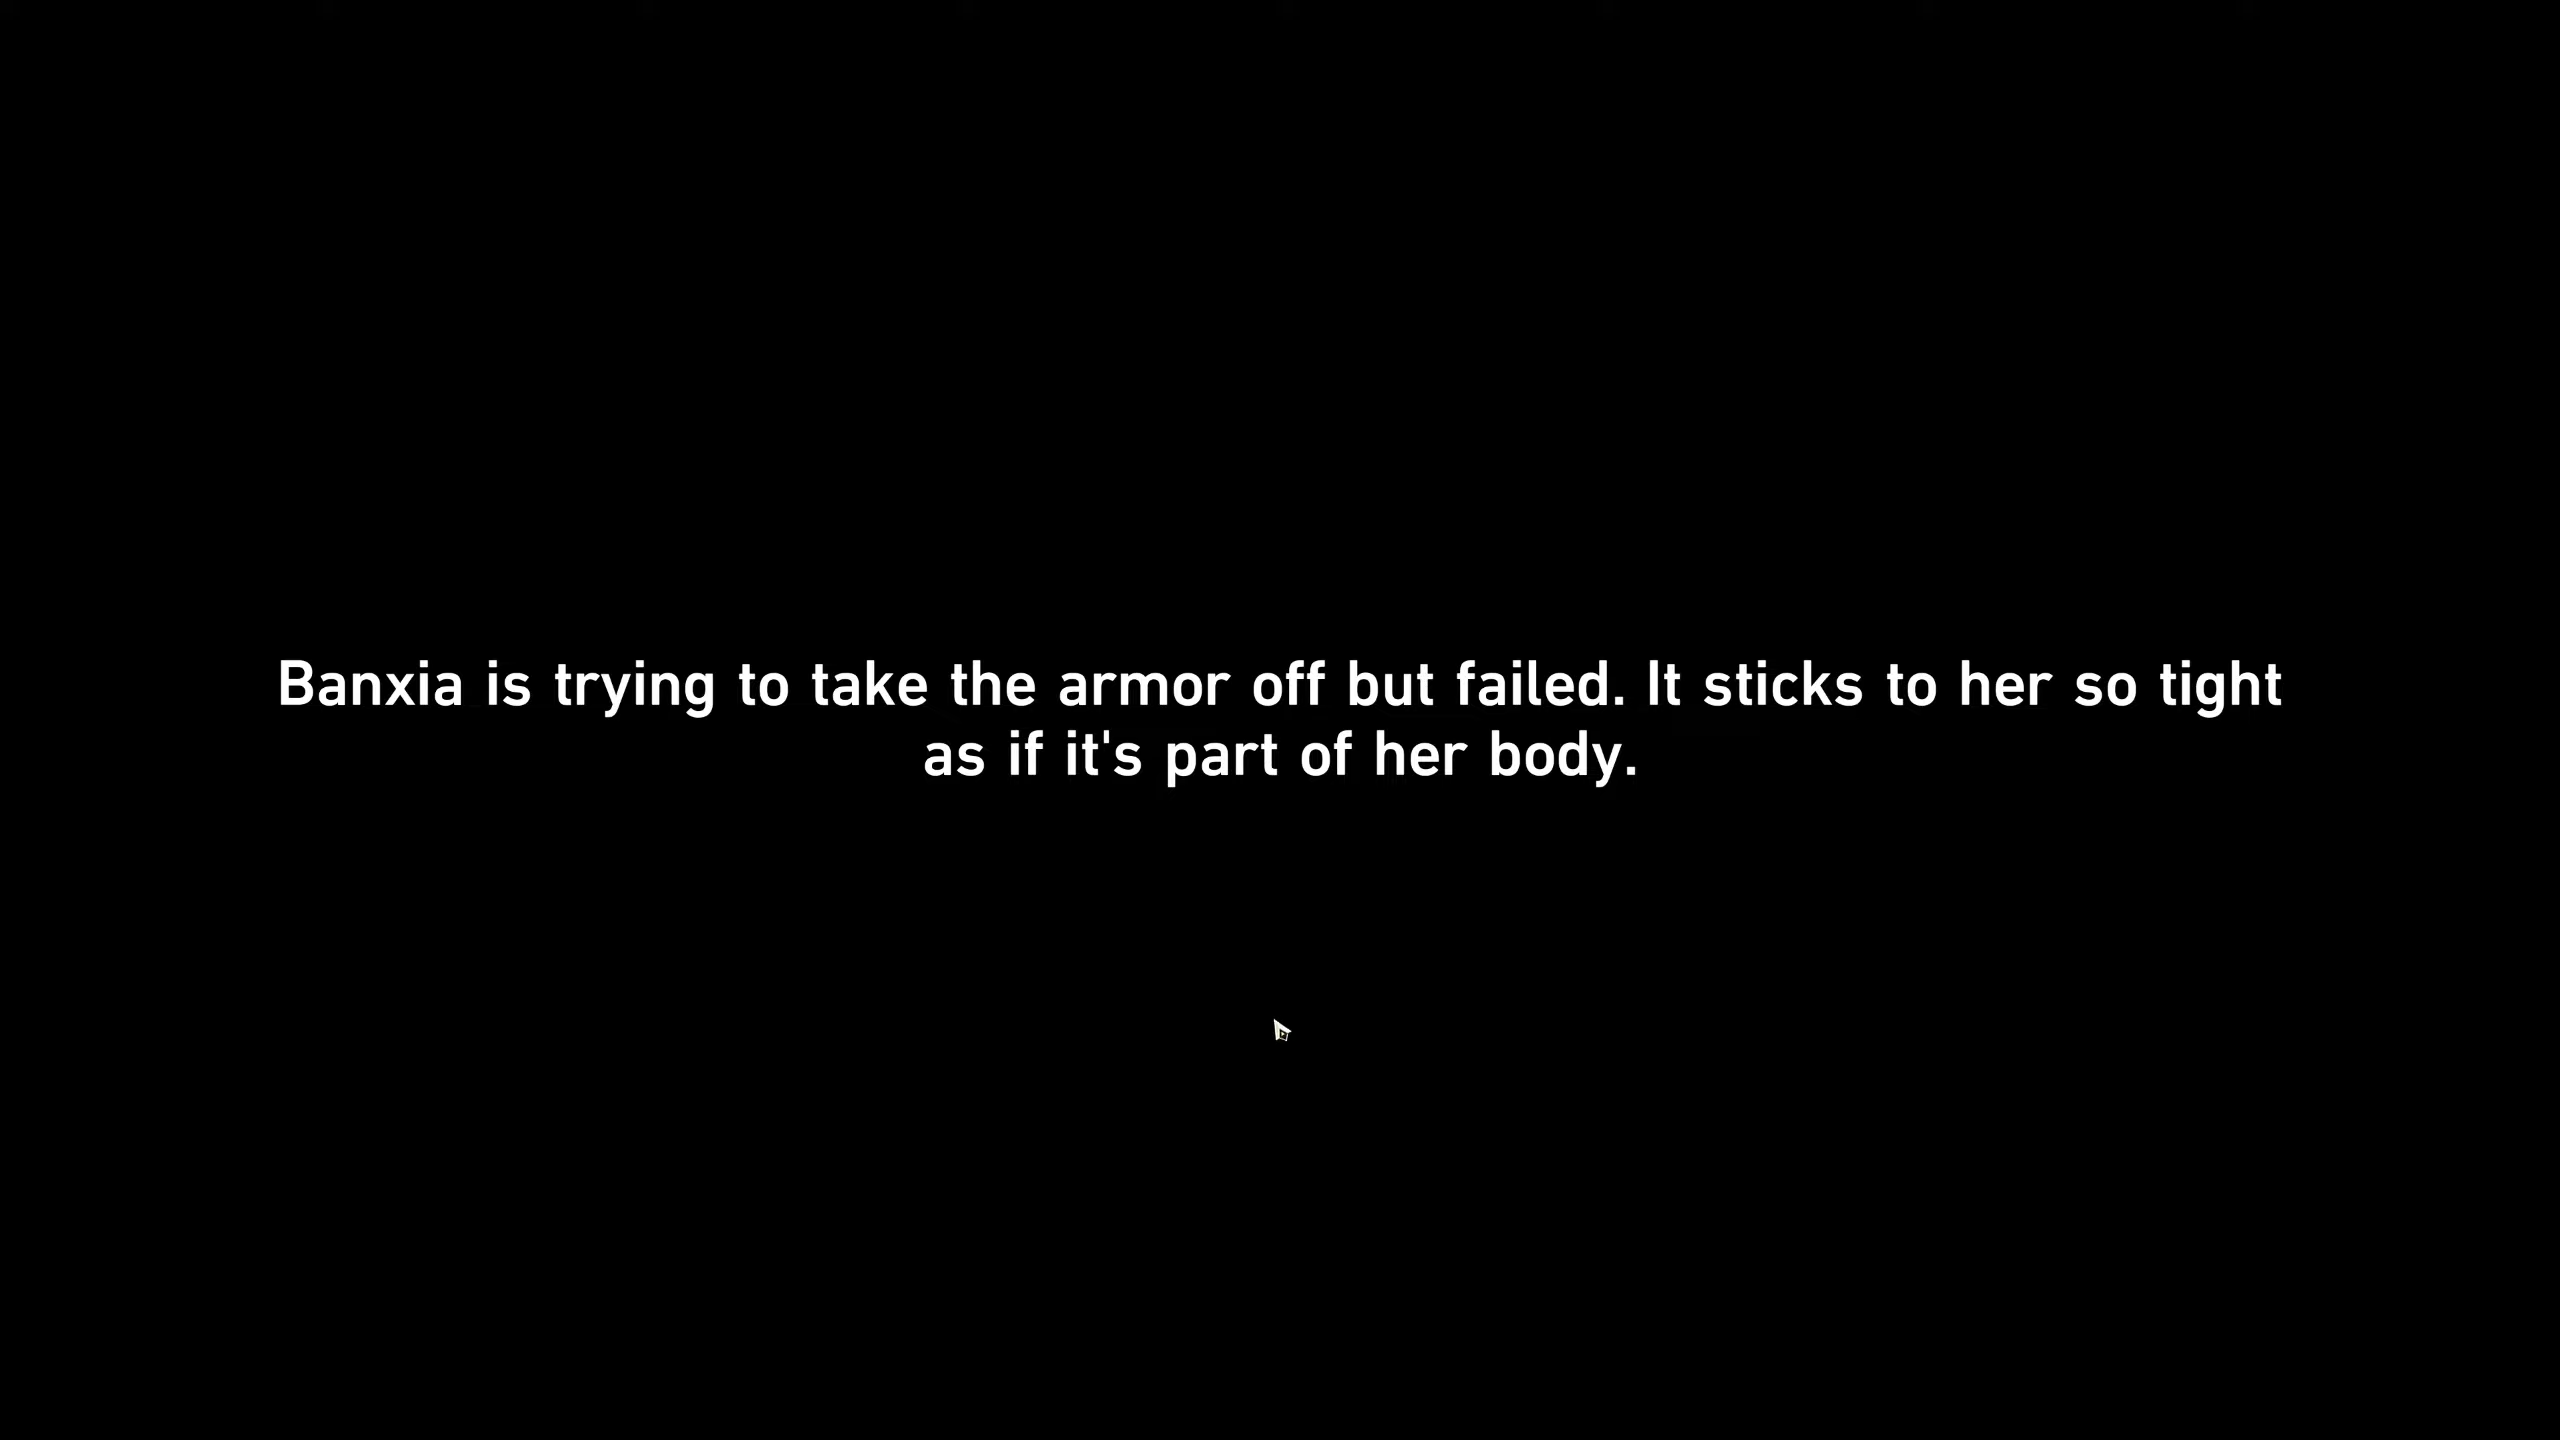 Banxia is trying to take the armor off but failed. It sticks to her so tight
as if it's part of her body.